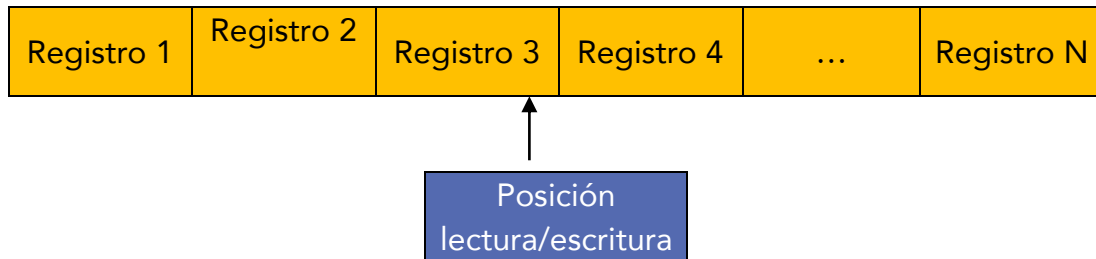 Registro 1
Registro 2
Registro 3
Registro 4
...
Registro N
Posición
lectura/escritura